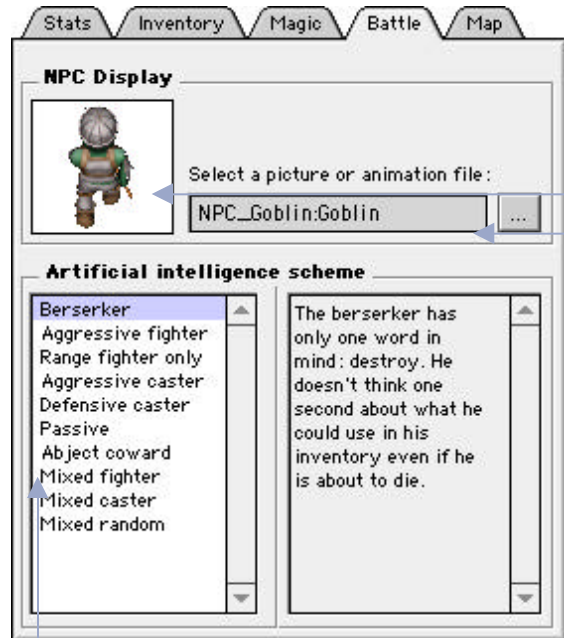 Stats Inventory Magic Battle Map
NPC Display
Select a picture or animation file:
NPC_Goblin:Goblin ...
Artificial intelligence scheme
Berserker
Aggressive fighter
Range fighter only
Aggressive caster
Defensive caster
Passive
Abject coward
Mixed fighter
Mixed caster
Mixed random
The berserker has
only one word in
mind: destroy. He
doesn't think one
second about what he
could use in his
inventory even if he
is about to die.